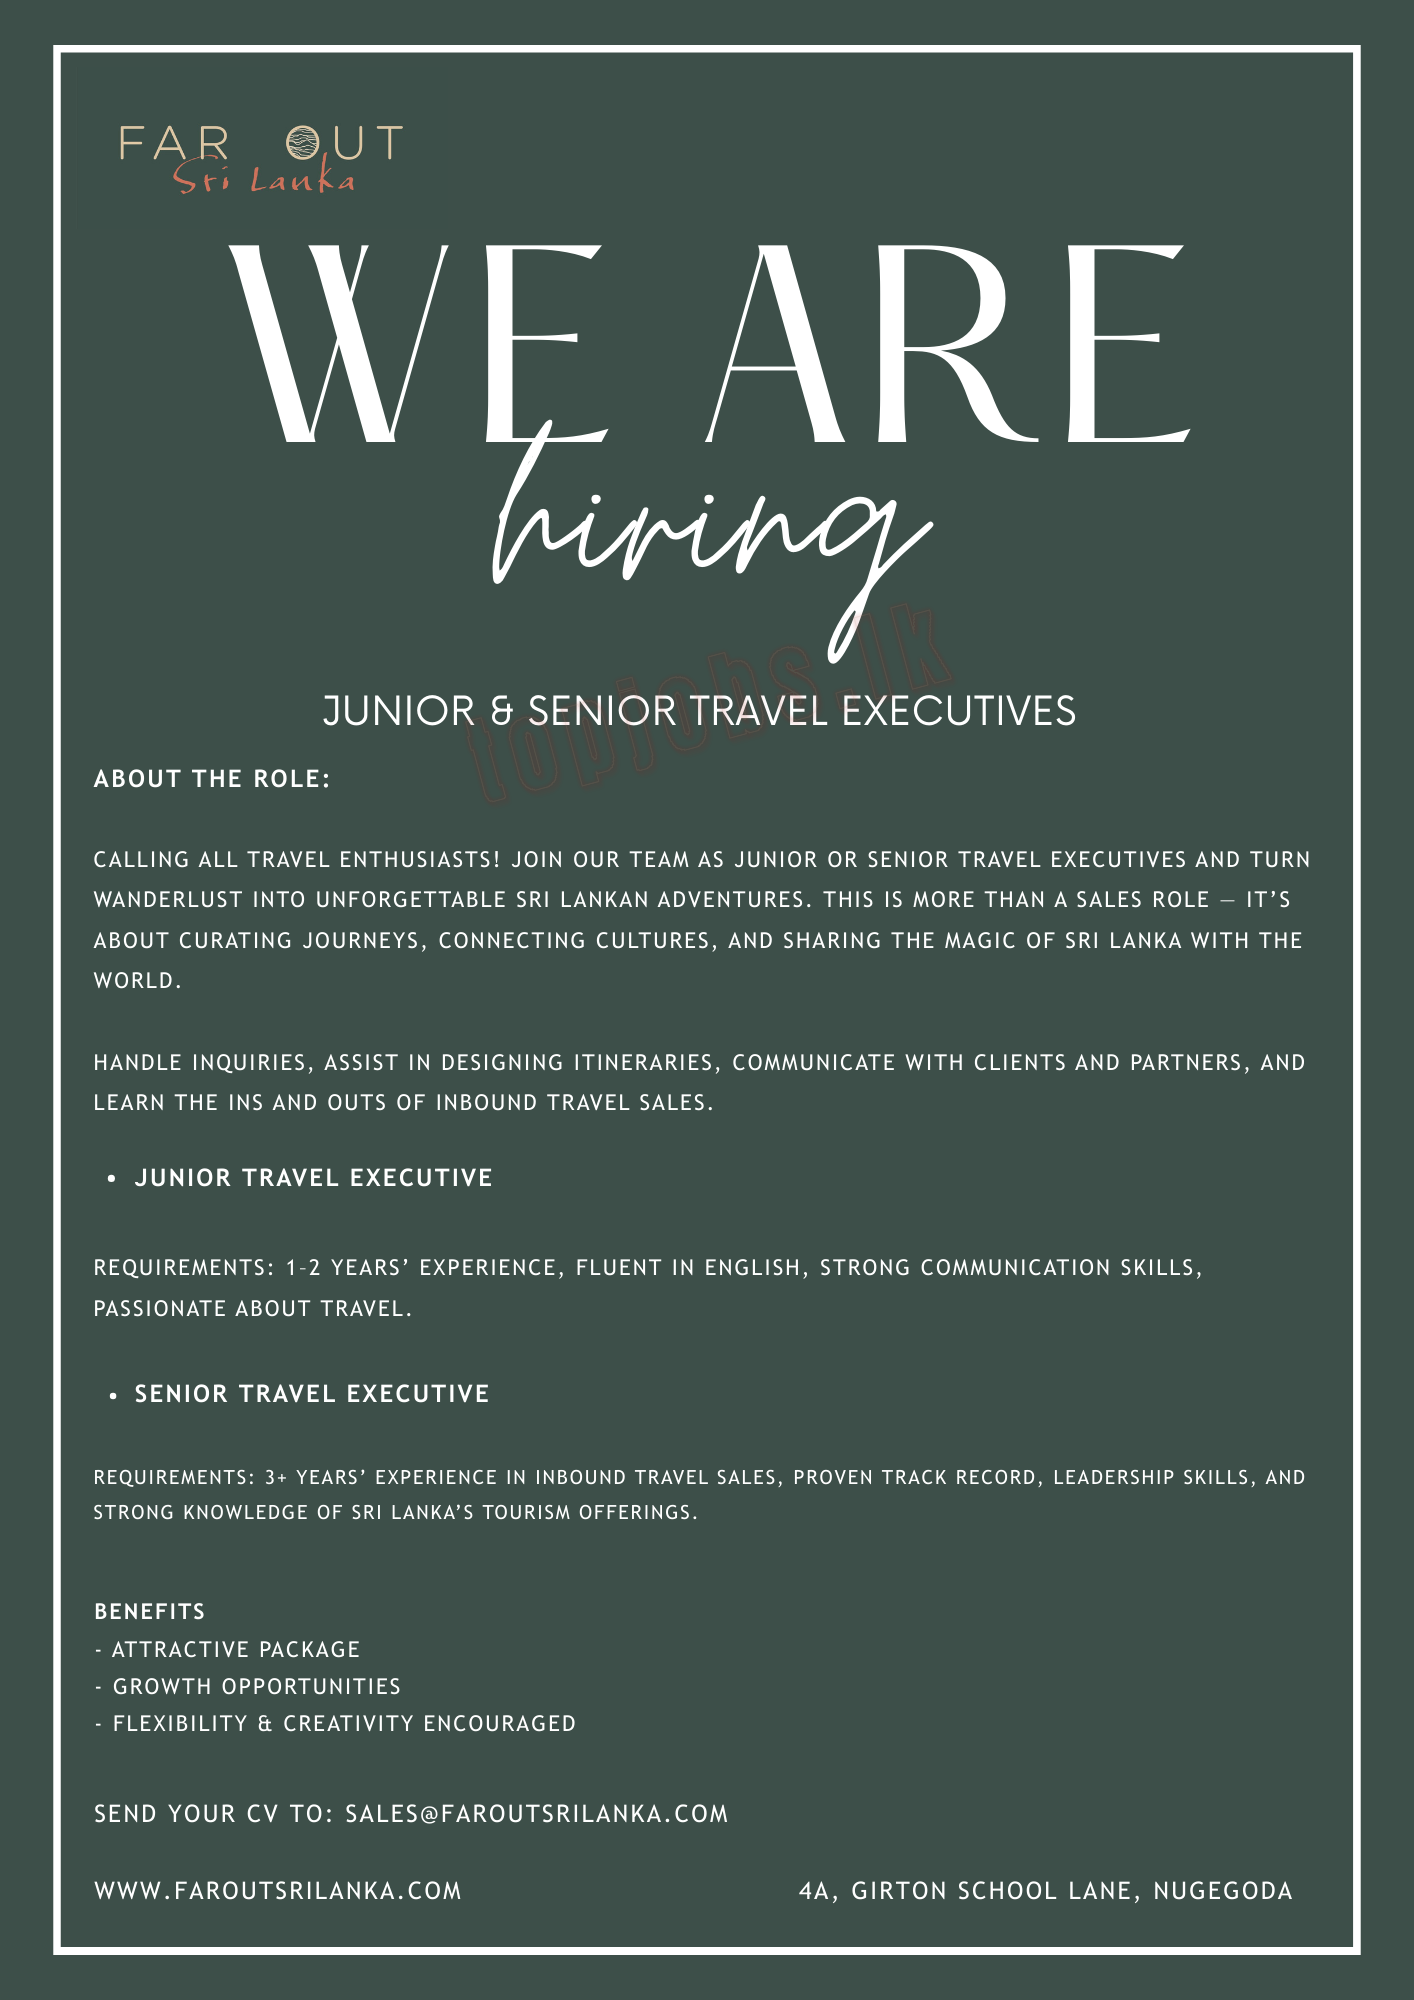 FAR OUT
Sri Lanka
WE ARE
hiring
topjobs.lk
JUNIOR & SENIOR TRAVEL EXECUTIVES
ABOUT THE ROLE:
CALLING ALL TRAVEL ENTHUSIASTS! JOIN OUR TEAM AS JUNIOR OR SENIOR TRAVEL EXECUTIVES AND TURN
WANDERLUST INTO UNFORGETTABLE SRI LANKAN ADVENTURES. THIS IS MORE THAN A SALES ROLE – IT’S
ABOUT CURATING JOURNEYS, CONNECTING CULTURES, AND SHARING THE MAGIC OF SRI LANKA WITH THE
WORLD.
HANDLE INQUIRIES, ASSIST IN DESIGNING ITINERARIES, COMMUNICATE WITH CLIENTS AND PARTNERS, AND
LEARN THE INS AND OUTS OF INBOUND TRAVEL SALES.
• JUNIOR TRAVEL EXECUTIVE
REQUIREMENTS: 1-2 YEARS’ EXPERIENCE, FLUENT IN ENGLISH, STRONG COMMUNICATION SKILLS,
PASSIONATE ABOUT TRAVEL.
• SENIOR TRAVEL EXECUTIVE
REQUIREMENTS: 3+ YEARS’ EXPERIENCE IN INBOUND TRAVEL SALES, PROVEN TRACK RECORD, LEADERSHIP SKILLS, AND
STRONG KNOWLEDGE OF SRI LANKA’S TOURISM OFFERINGS.
BENEFITS
- ATTRACTIVE PACKAGE
- GROWTH OPPORTUNITIES
- FLEXIBILITY & CREATIVITY ENCOURAGED
SEND YOUR CV TO: SALES@FAROUTSRILANKA.COM
WWW.FAROUTSRILANKA.COM
4A, GIRTON SCHOOL LANE, NUGEGODA